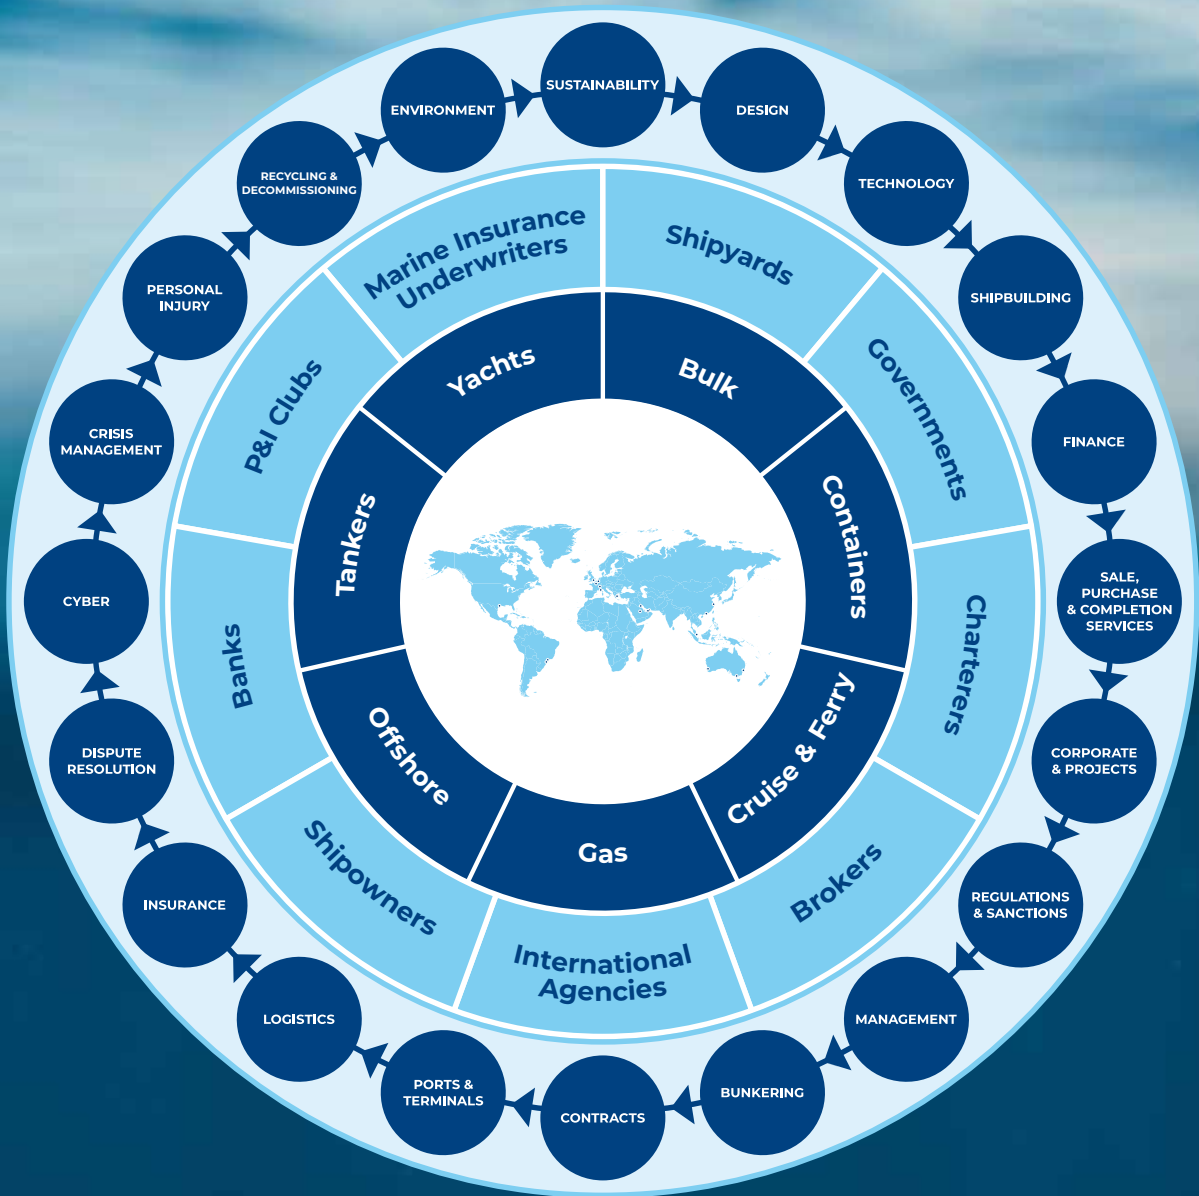 SUSTAINABILITY
DESIGN
TECHNOLOGY
SHIPBUILDING
FINANCE
SALE,
PURCHASE
& COMPLETION
SERVICES
CORPORATE
& PROJECTS
REGULATIONS
& SANCTIONS
MANAGEMENT
BUNKERING
CONTRACTS
PORTS &
TERMINALS
LOGISTICS
INSURANCE
DISPUTE
RESOLUTION
CYBER
CRISIS
MANAGEMENT
PERSONAL
INJURY
RECYCLING &
DECOMMISSIONING
ENVIRONMENT
Shipyards
Governments
Charterers
Brokers
International
Agencies
Shipowners
Banks
P&I Clubs
Marine Insurance
Underwriters
Bulk
Containers
Cruise & Ferry
Gas
Offshore
Tankers
Yachts